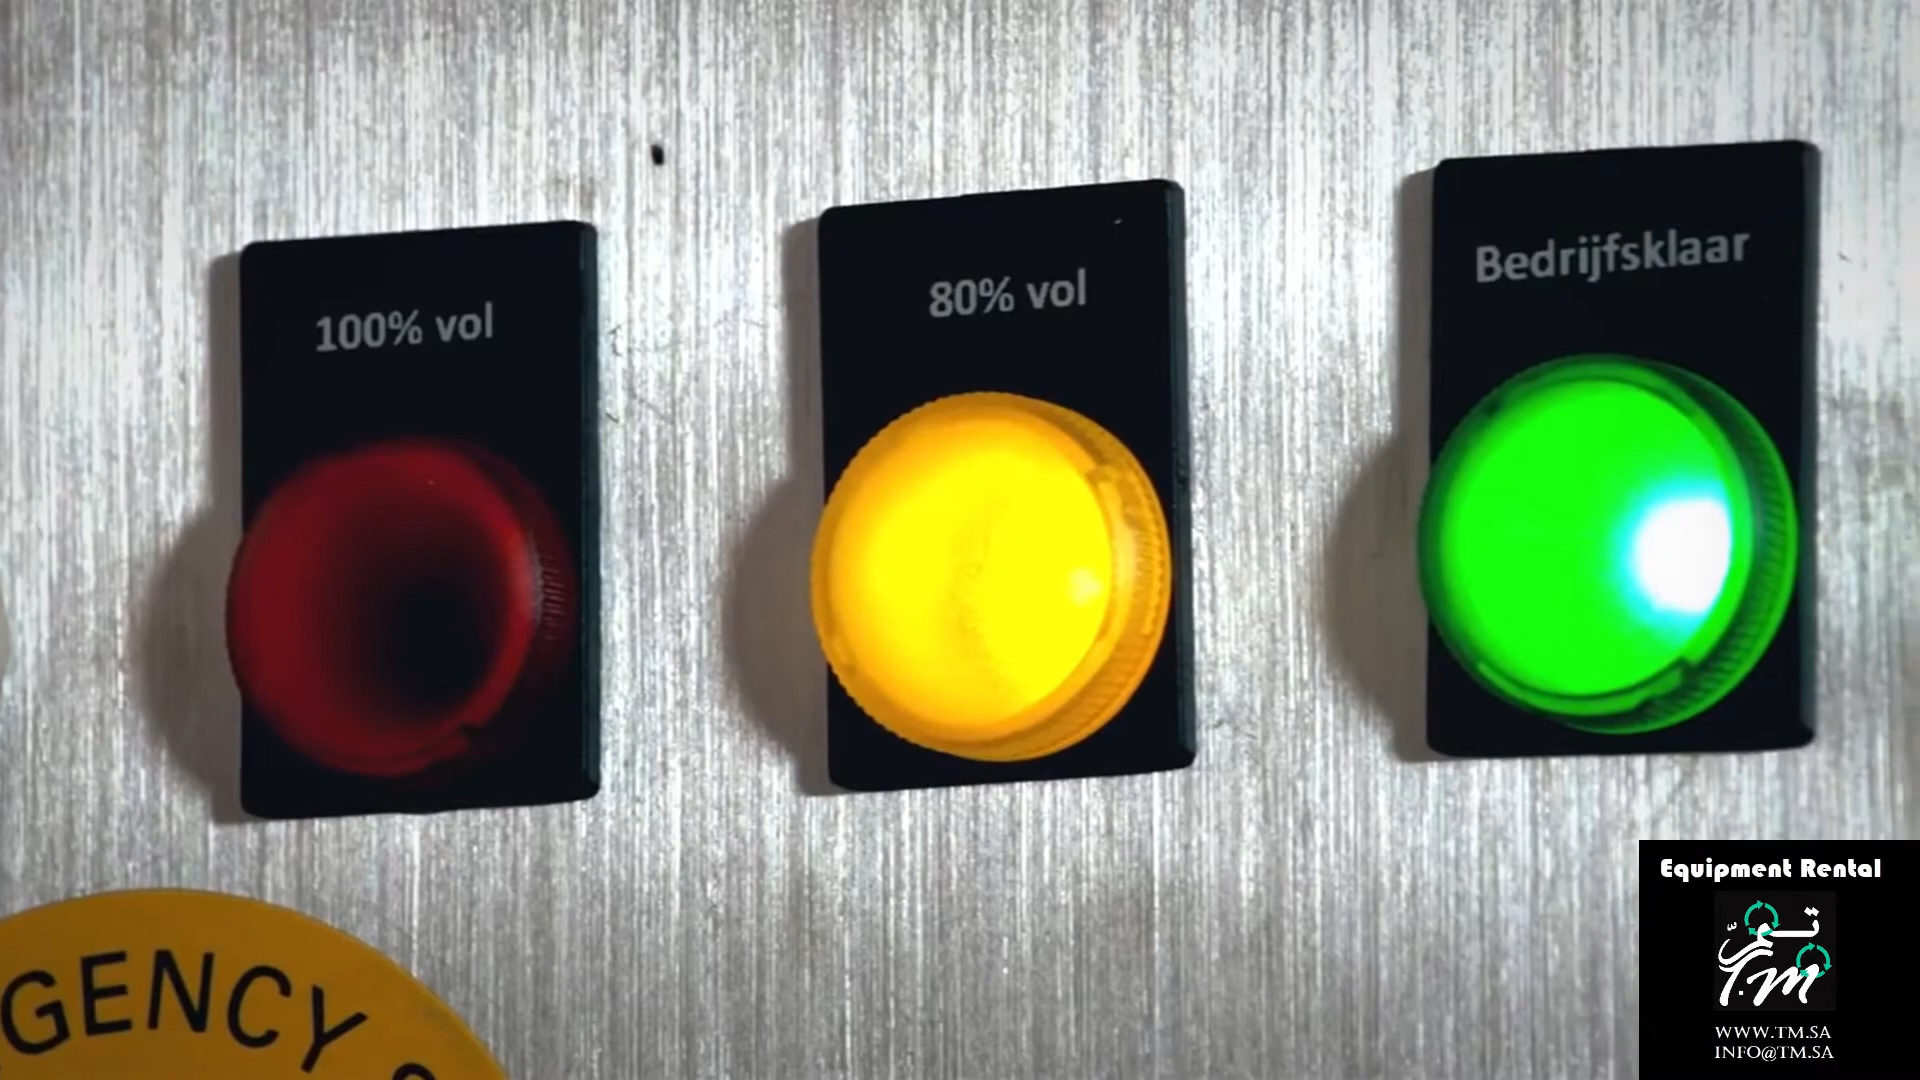 100% vol
80% vol
Bedrijfsklaar
GENCY
Equipment Rental
T.m
WWW.TM.SA
INFO@TM.SA